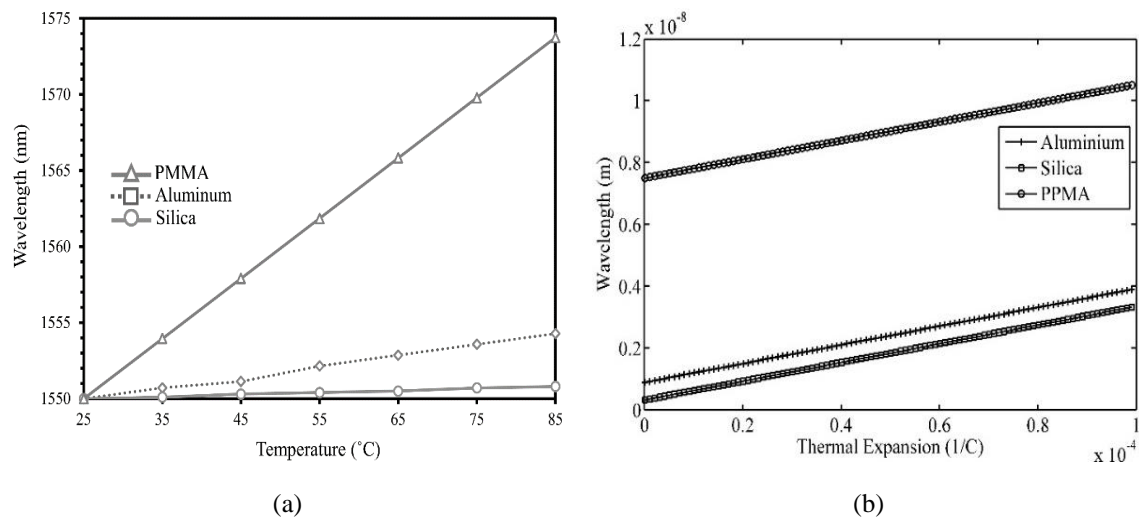 1575
1570
1565
1560
1555
1550
Wavelength (nm)
PMMA
Aluminum
Silica
25 35 45 55 65 75 85
Temperature (˚C)
(a)
x 10⁻⁸
1.2
1
0.8
0.6
0.4
0.2
0
Wavelength (m)
Aluminium
Silica
PPMA
0 0.2 0.4 0.6 0.8 1
Thermal Expansion (1/C)
x 10⁻⁴
(b)